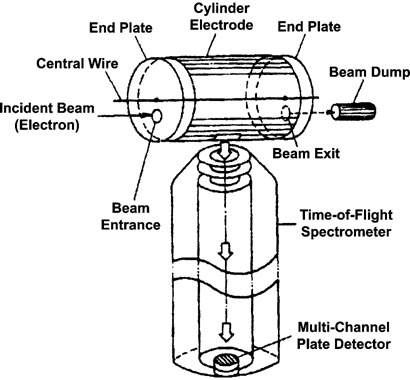 End Plate
Cylinder
Electrode
End Plate
Central Wire
Beam Dump
Incident Beam
(Electron)
Beam Exit
Beam
Entrance
Time-of-Flight
Spectrometer
Multi-Channel
Plate Detector